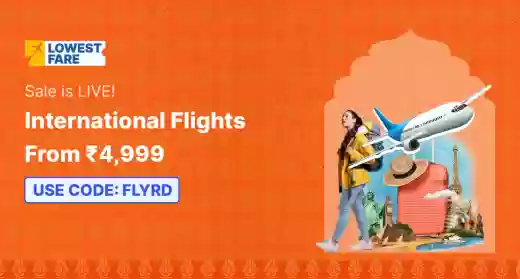 LOWEST
FARE
Sale is LIVE!
International Flights
From ₹4,999
USE CODE: FLYRD